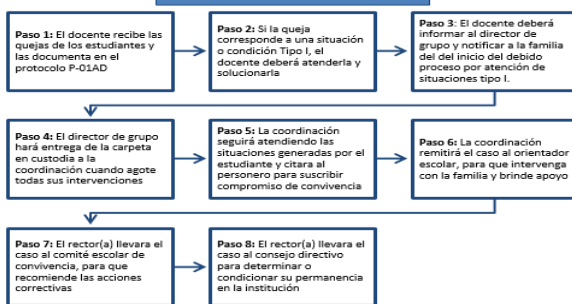 Paso 1: El docente recibe las
quejas de los estudiantes y
las documenta en el
protocolo P-01AD
Paso 2: Si la queja
corresponde a una situación
o condición Tipo I, el
docente deberá atenderla y
solucionarla
Paso 3: El docente deberá
informar al director de
grupo y notificar a la familia
del del inicio del debido
proceso por atención de
situaciones tipo I.
Paso 4: El director de grupo
hará entrega de la carpeta
en custodia a la
coordinación cuando agote
todas sus intervenciones
Paso 5: La coordinación
seguirá atendiendo las
situaciones generadas por el
estudiante y citara al
personero para suscribir
compromiso de convivencia
Paso 6: La coordinación
remitirá el caso al orientador
escolar, para que intervenga
con la familia y brinde apoyo
Paso 7: El rector(a) llevara el
caso al comité escolar de
convivencia, para que
recomiende las acciones
correctivas
Paso 8: El rector(a) llevara el
caso al consejo directivo
para determinar o
condicionar su permanencia
en la institución